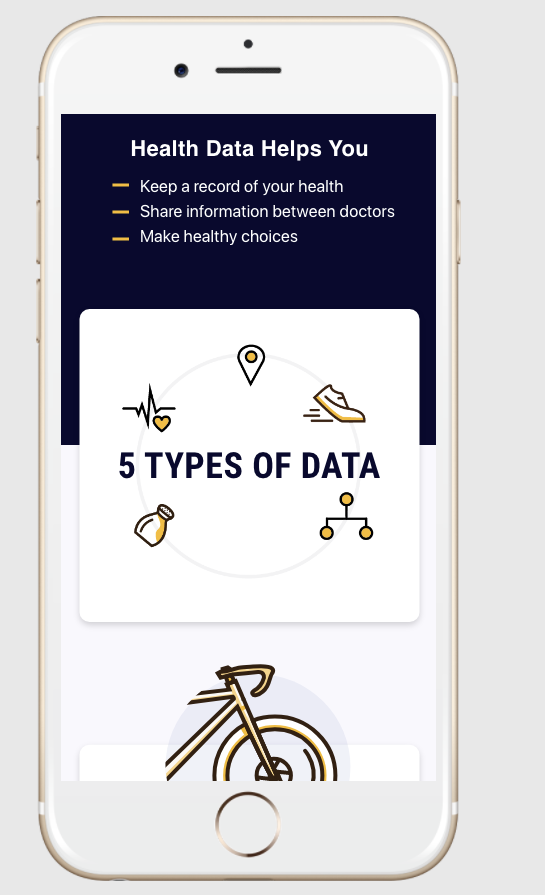 Health Data Helps You
Keep a record of your health
Share information between doctors
Make healthy choices
5 TYPES OF DATA